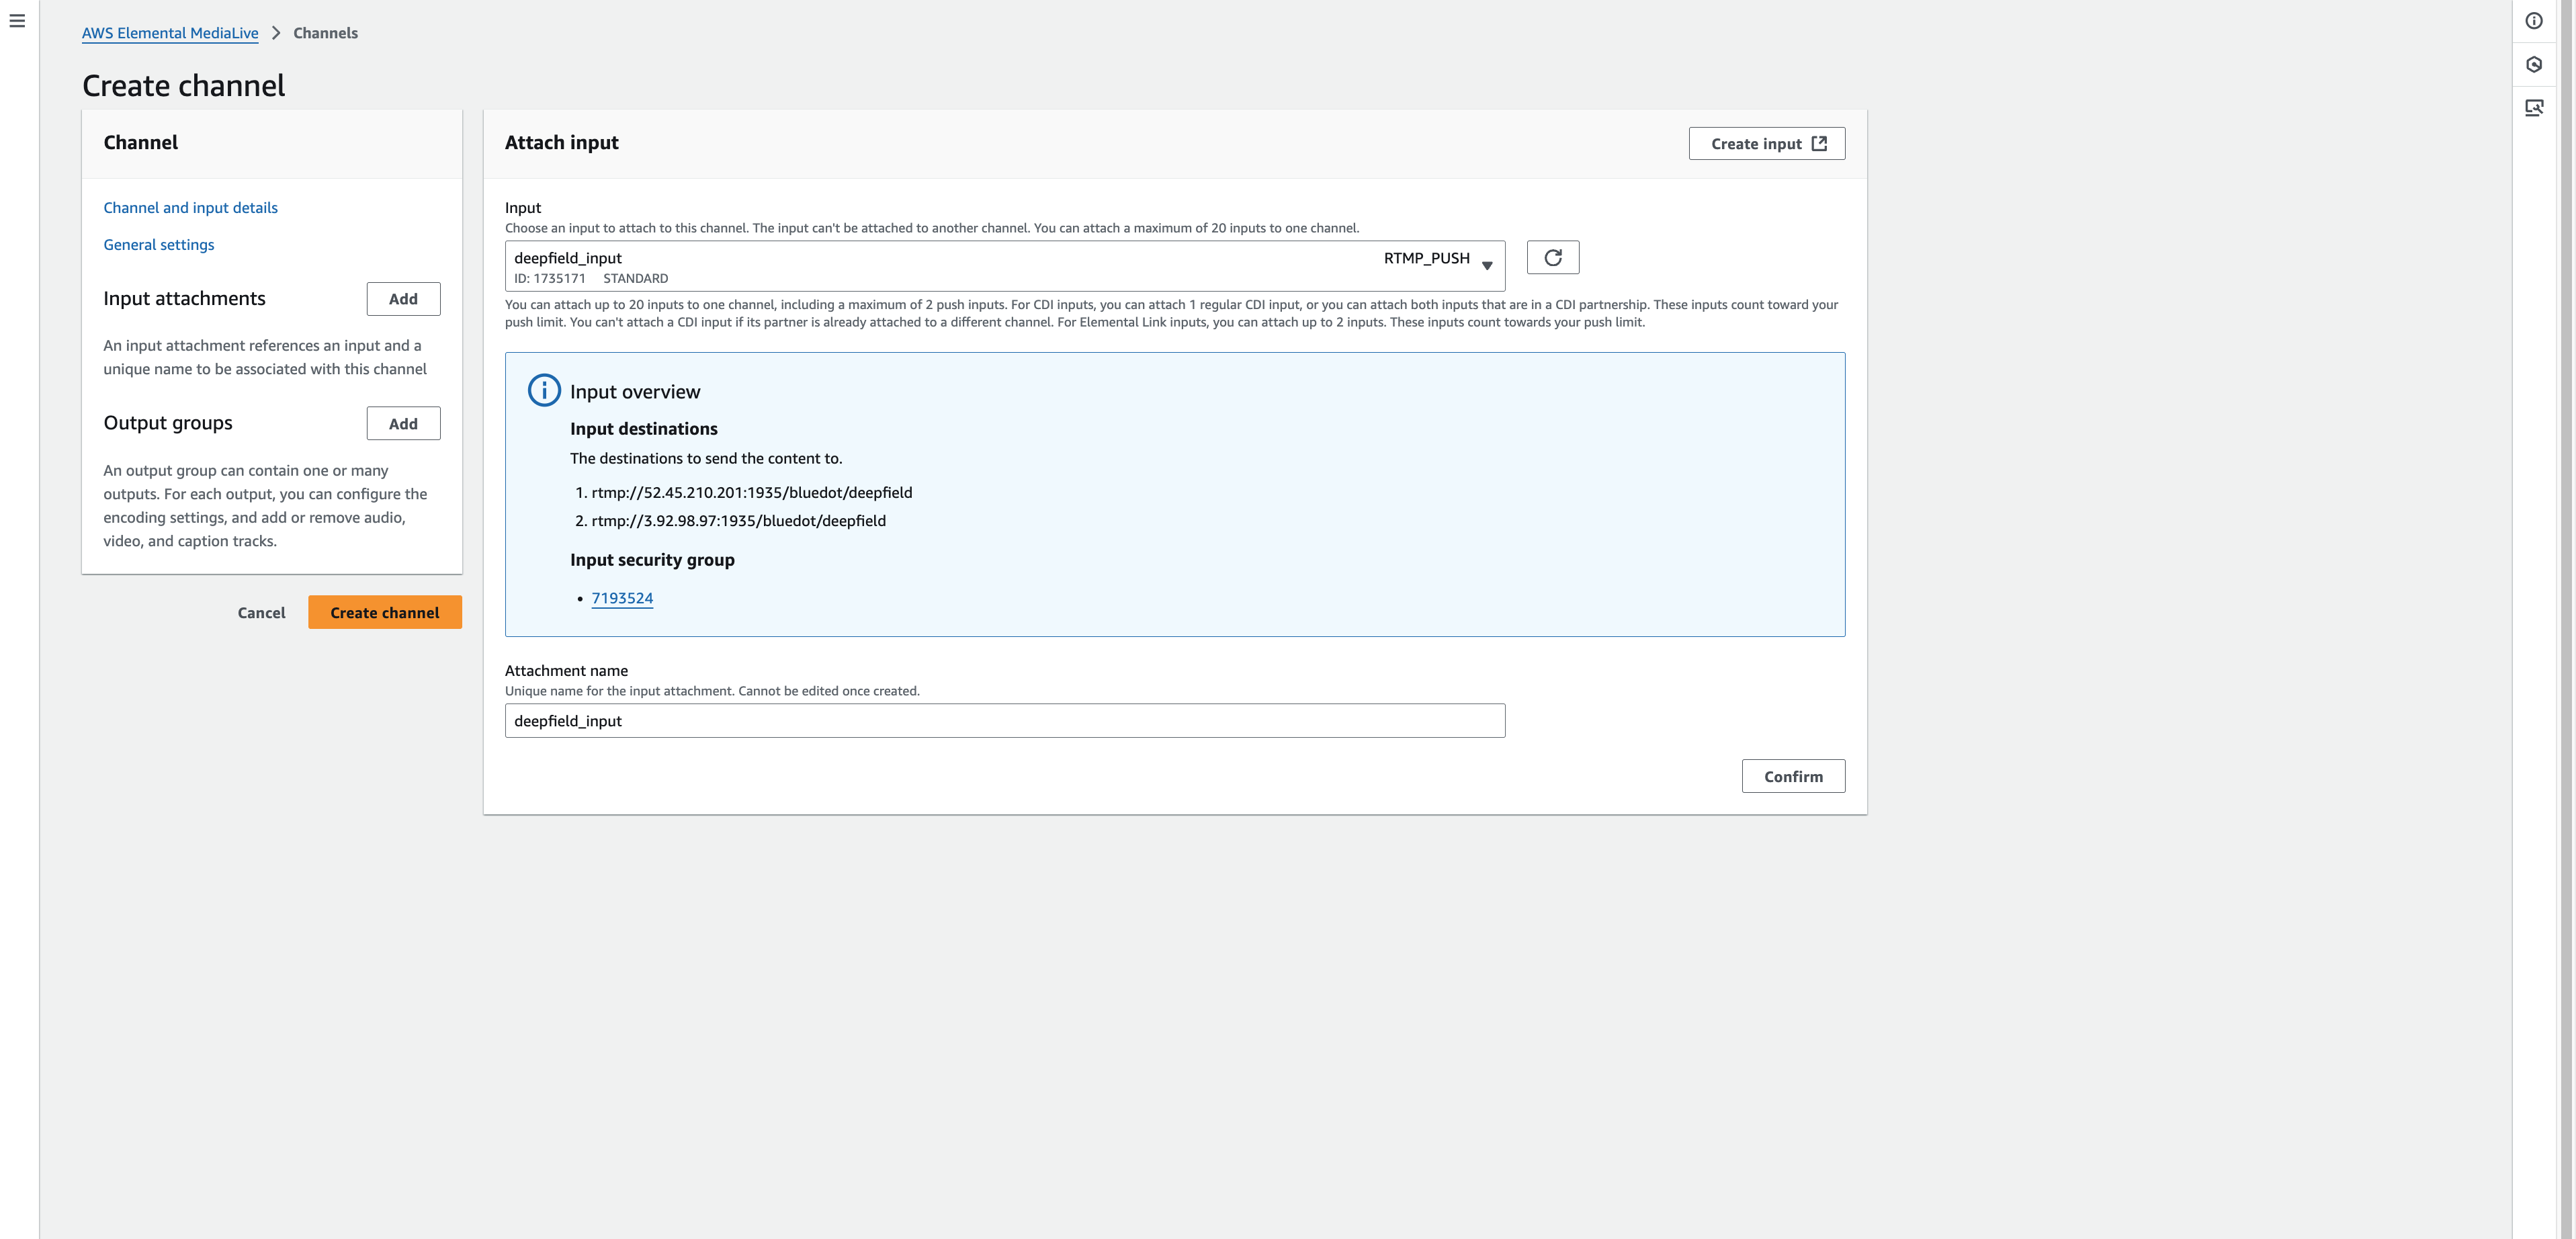 AWS Elemental MediaLive
Channels
Create channel
Channel
Channel and input details
General settings
Input attachments
Add
An input attachment references an input and a
unique name to be associated with this channel
Output groups
Add
An output group can contain one or many
outputs. For each output, you can configure the
encoding settings, and add or remove audio,
video, and caption tracks.
Cancel
Create channel
Attach input
Create input
Input
Choose an input to attach to this channel. The input can't be attached to another channel. You can attach a maximum of 20 inputs to one channel.
deepfield_input
RTMP_PUSH
ID: 1735171 STANDARD
You can attach up to 20 inputs to one channel, including a maximum of 2 push inputs. For CDI inputs, you can attach 1 regular CDI input, or you can attach both inputs that are in a CDI partnership. These inputs count toward your
push limit. You can't attach a CDI input if its partner is already attached to a different channel. For Elemental Link inputs, you can attach up to 2 inputs. These inputs count towards your push limit.
Input overview
Input destinations
The destinations to send the content to.
1. rtmp://52.45.210.201:1935/bluedot/deepfield
2. rtmp://3.92.98.97:1935/bluedot/deepfield
Input security group
• 7193524
Attachment name
Unique name for the input attachment. Cannot be edited once created.
deepfield_input
Confirm